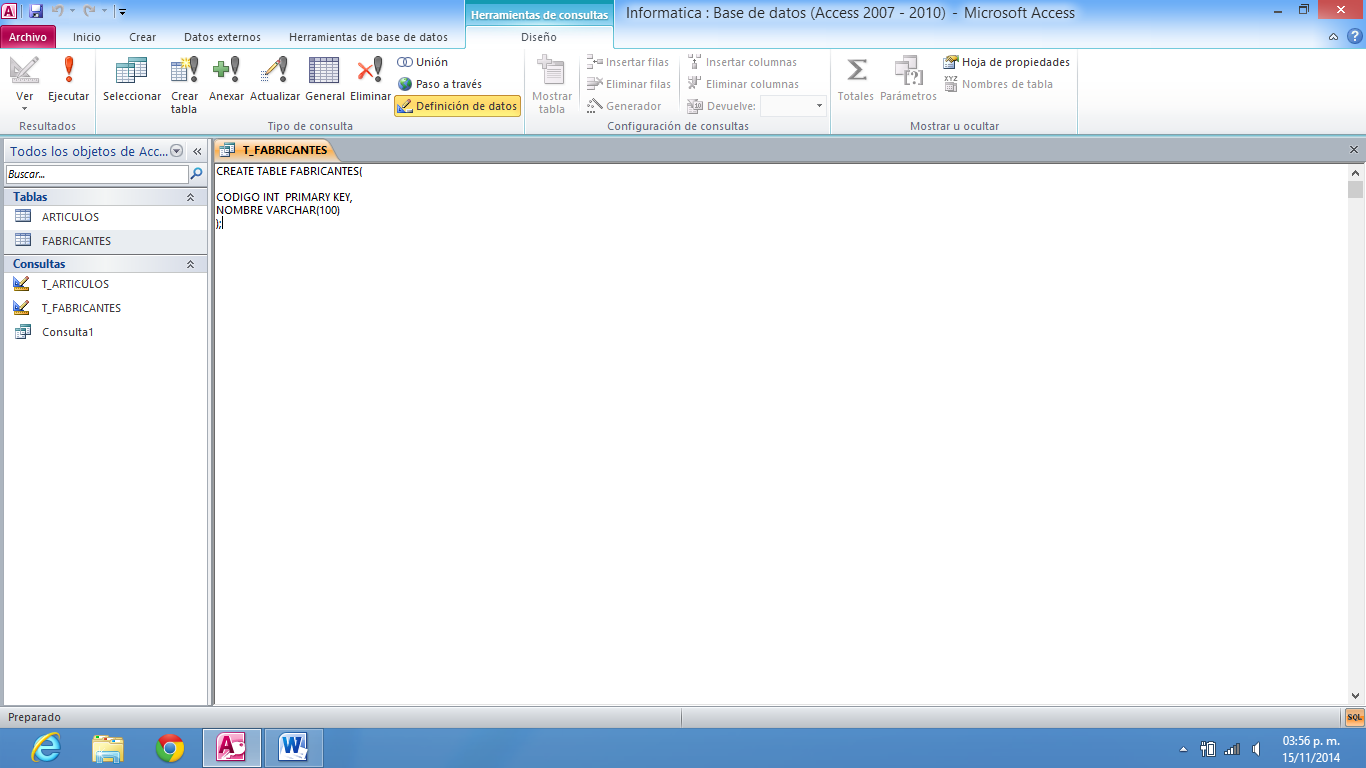 Herramientas de consultas
Informatica : Base de datos (Access 2007 - 2010) - Microsoft Access
Archivo
Inicio
Crear
Datos externos
Herramientas de base de datos
Diseño
Ver
Ejecutar
Resultados
Seleccionar
Crear
tabla
Anexar
Actualizar
General
Eliminar
Unión
Paso a través
Definición de datos
Tipo de consulta
Mostrar
tabla
Insertar filas
Eliminar filas
Generador
Insertar columnas
Eliminar columnas
Devuelve:
Configuración de consultas
Totales
Parámetros
Hoja de propiedades
XYZ
Nombres de tabla
Mostrar u ocultar
Todos los objetos de Acc...
Buscar...
Tablas
ARTICULOS
FABRICANTES
Consultas
T_ARTICULOS
T_FABRICANTES
Consulta1
T_FABRICANTES
CREATE TABLE FABRICANTES(
CODIGO INT  PRIMARY KEY,
NOMBRE VARCHAR(100)
);
Preparado
SQL
03:56 p. m.
15/11/2014